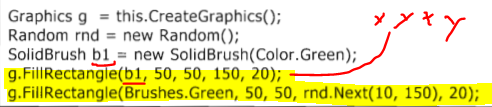 Graphics g = this.CreateGraphics();
x y x y
Random rnd = new Random();
SolidBrush b1 = new SolidBrush(Color.Green);
g.FillRectangle(b1, 50, 50, 150, 20);
g.FillRectangle(Brushes.Green, 50, 50, rnd.Next(10, 150), 20);